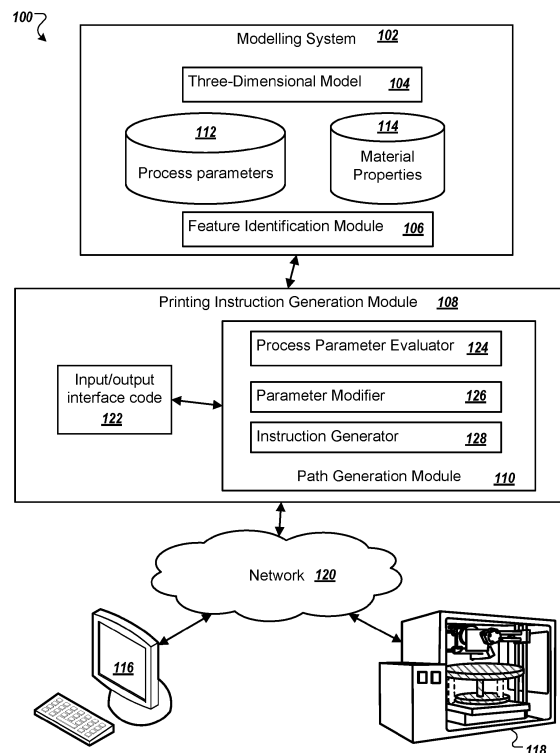 100
Modelling System 102
Three-Dimensional Model 104
112
Process parameters
114
Material
Properties
Feature Identification Module 106
Printing Instruction Generation Module 108
Input/output
interface code
122
Process Parameter Evaluator 124
Parameter Modifier 126
Instruction Generator 128
Path Generation Module 110
Network 120
116
118